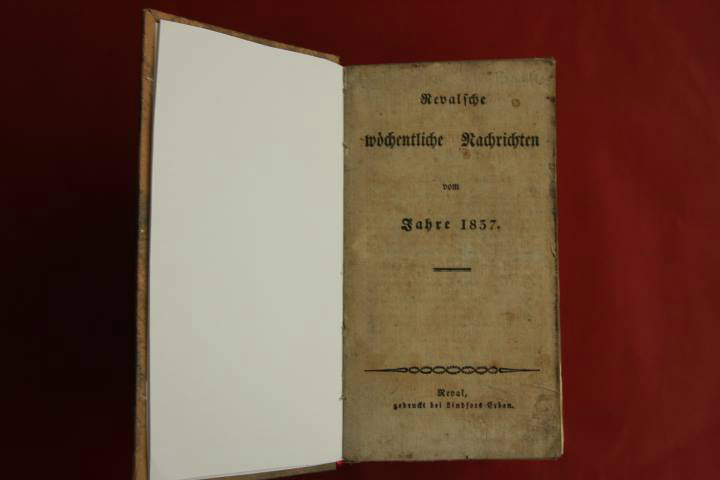 Revalsche
wöchentliche Nachrichten
vom
Jahre 1837.
Reval,
gedruckt bei Lindfors Erben.